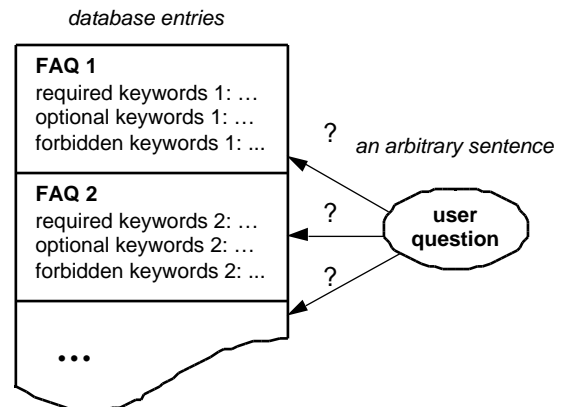 database entries
FAQ 1
required keywords 1: …
optional keywords 1: …
forbidden keywords 1: ...
?
an arbitrary sentence
FAQ 2
required keywords 2: …
optional keywords 2: …
forbidden keywords 2: ...
?
user
question
?
…